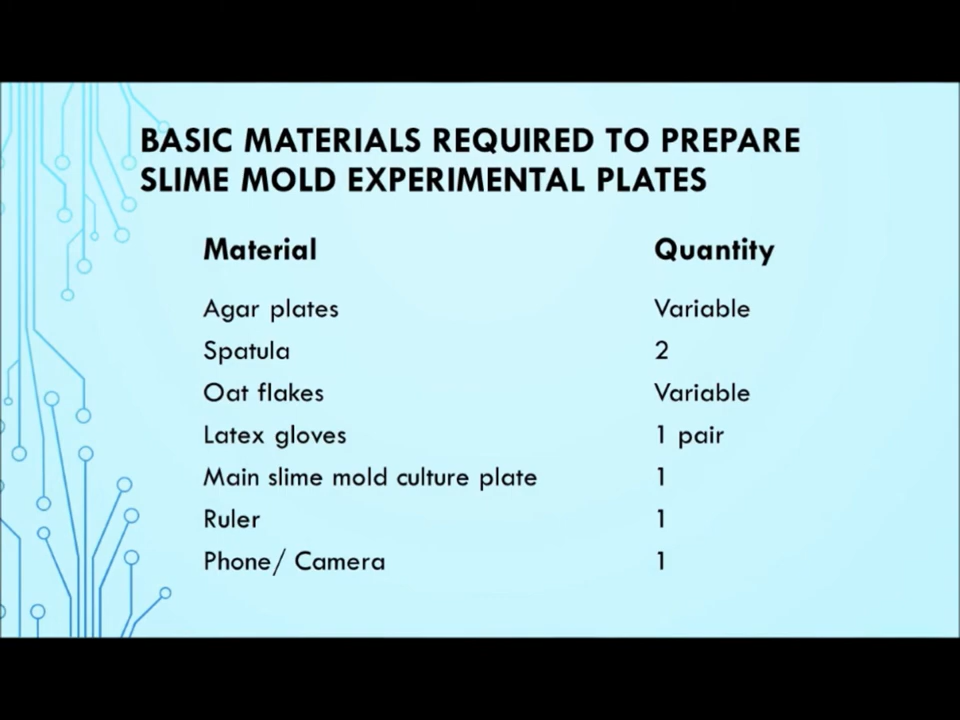 BASIC MATERIALS REQUIRED TO PREPARE
SLIME MOLD EXPERIMENTAL PLATES
Material Quantity
Agar plates Variable
Spatula 2
Oat flakes Variable
Latex gloves 1 pair
Main slime mold culture plate 1
Ruler 1
Phone/ Camera 1